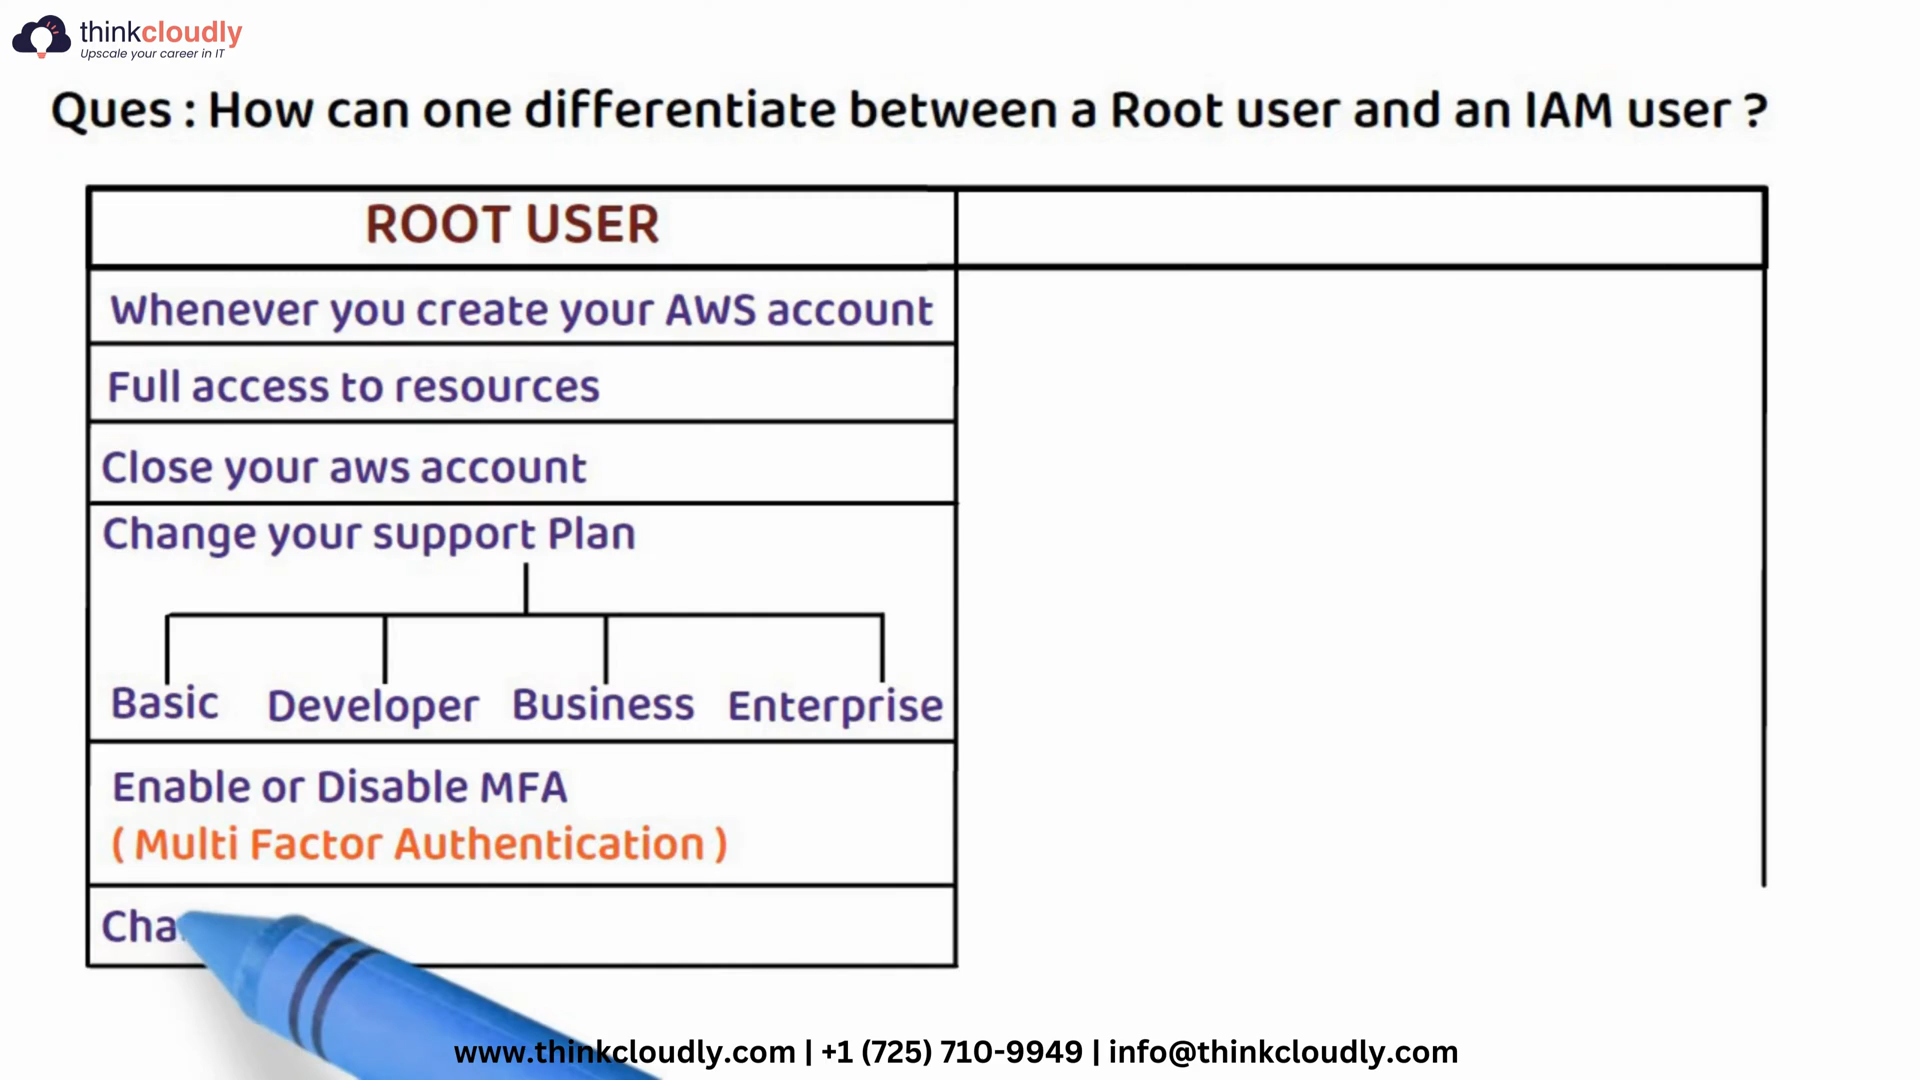 thinkcloudly
Upscale your career in IT
Ques : How can one differentiate between a Root user and an IAM user ?
ROOT USER
Whenever you create your AWS account
Full access to resources
Close your aws account
Change your support Plan
Basic Developer Business Enterprise
Enable or Disable MFA
( Multi Factor Authentication )
Cha
www.thinkcloudly.com | +1 (725) 710-9949 | info@thinkcloudly.com